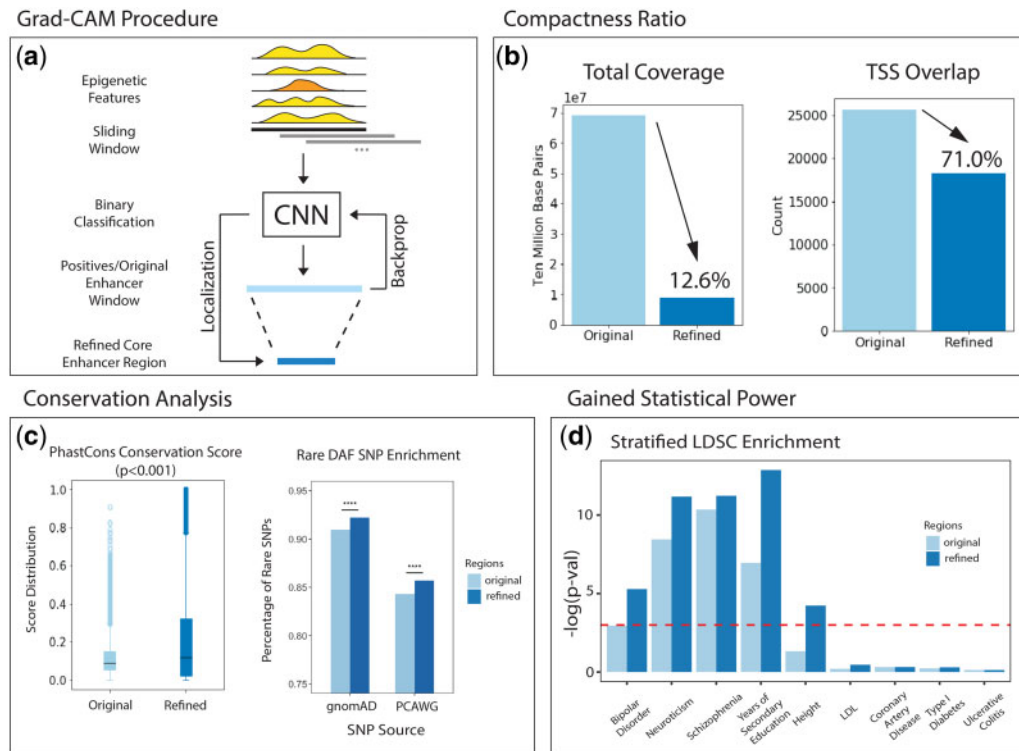 Grad-CAM Procedure
(a)
Epigenetic
Features
Sliding
Window
...
Binary
Classification
CNN
Positives/Original
Enhancer
Window
Localization
Backprop
Refined Core
Enhancer Region
Compactness Ratio
(b)
Total Coverage
1e7
Ten Million Base Pairs
7
6
5
4
3
2
1
0
12.6%
Original
Refined
TSS Overlap
Count
25000
20000
15000
10000
5000
0
71.0%
Original
Refined
Conservation Analysis
(c)
PhastCons Conservation Score
(p<0.001)
Score Distribution
1.0
0.8
0.6
0.4
0.2
0.0
Original
Refined
Rare DAF SNP Enrichment
Percentage of Rare SNPs
0.95
0.90
0.85
0.80
0.75
****
****
gnomAD
PCAWG
SNP Source
Regions
original
refined
Gained Statistical Power
(d)
Stratified LDSC Enrichment
-log(p-val)
10
5
0
Regions
original
refined
Bipolar
Disorder
Neuroticism
Schizophrenia
Years of
Secondary
Education
Height
LDL
Coronary
Artery
Disease
Type I
Diabetes
Ulcerative
Colitis